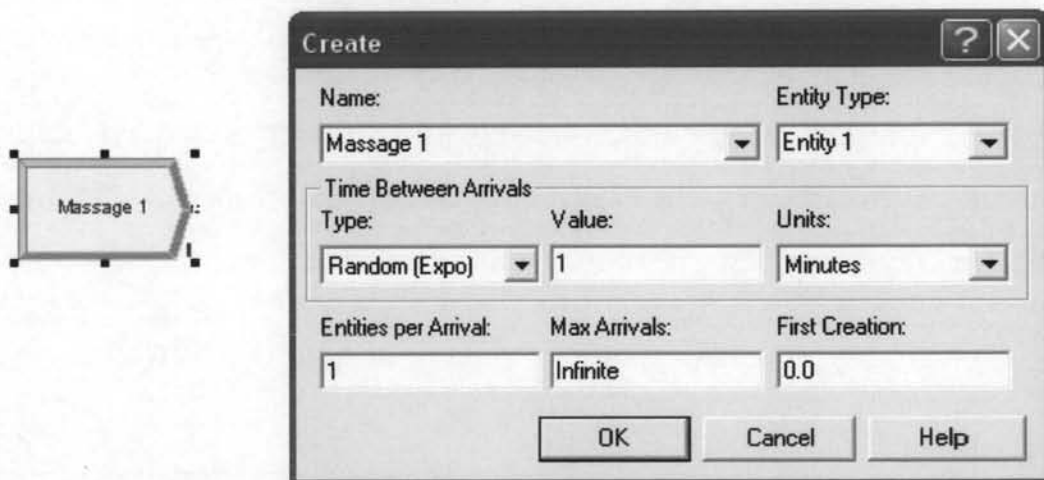 Create
Name: Entity Type:
Massage 1 Entity 1
Massage 1
Time Between Arrivals
Type: Value: Units:
Random (Expo) 1 Minutes
Entities per Arrival: Max Arrivals: First Creation:
1 Infinite 0.0
OK Cancel Help